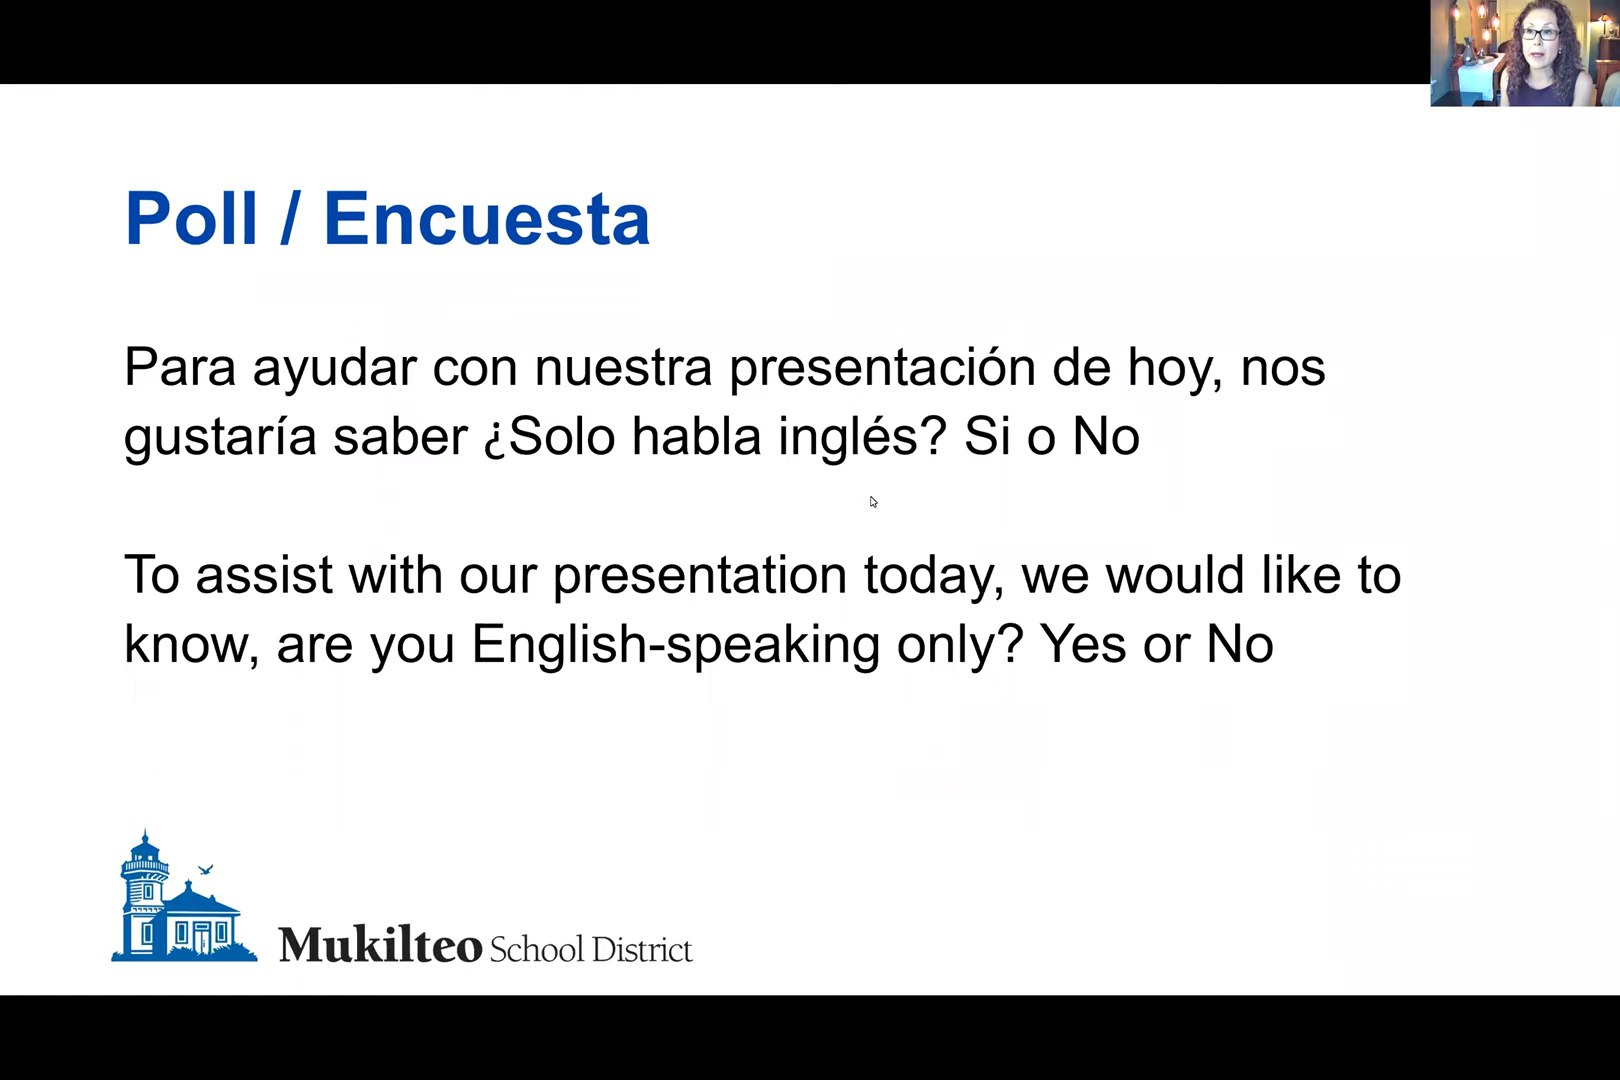 Poll / Encuesta
Para ayudar con nuestra presentación de hoy, nos
gustaría saber ¿Solo habla inglés? Si o No
To assist with our presentation today, we would like to
know, are you English-speaking only? Yes or No
Mukilteo School District